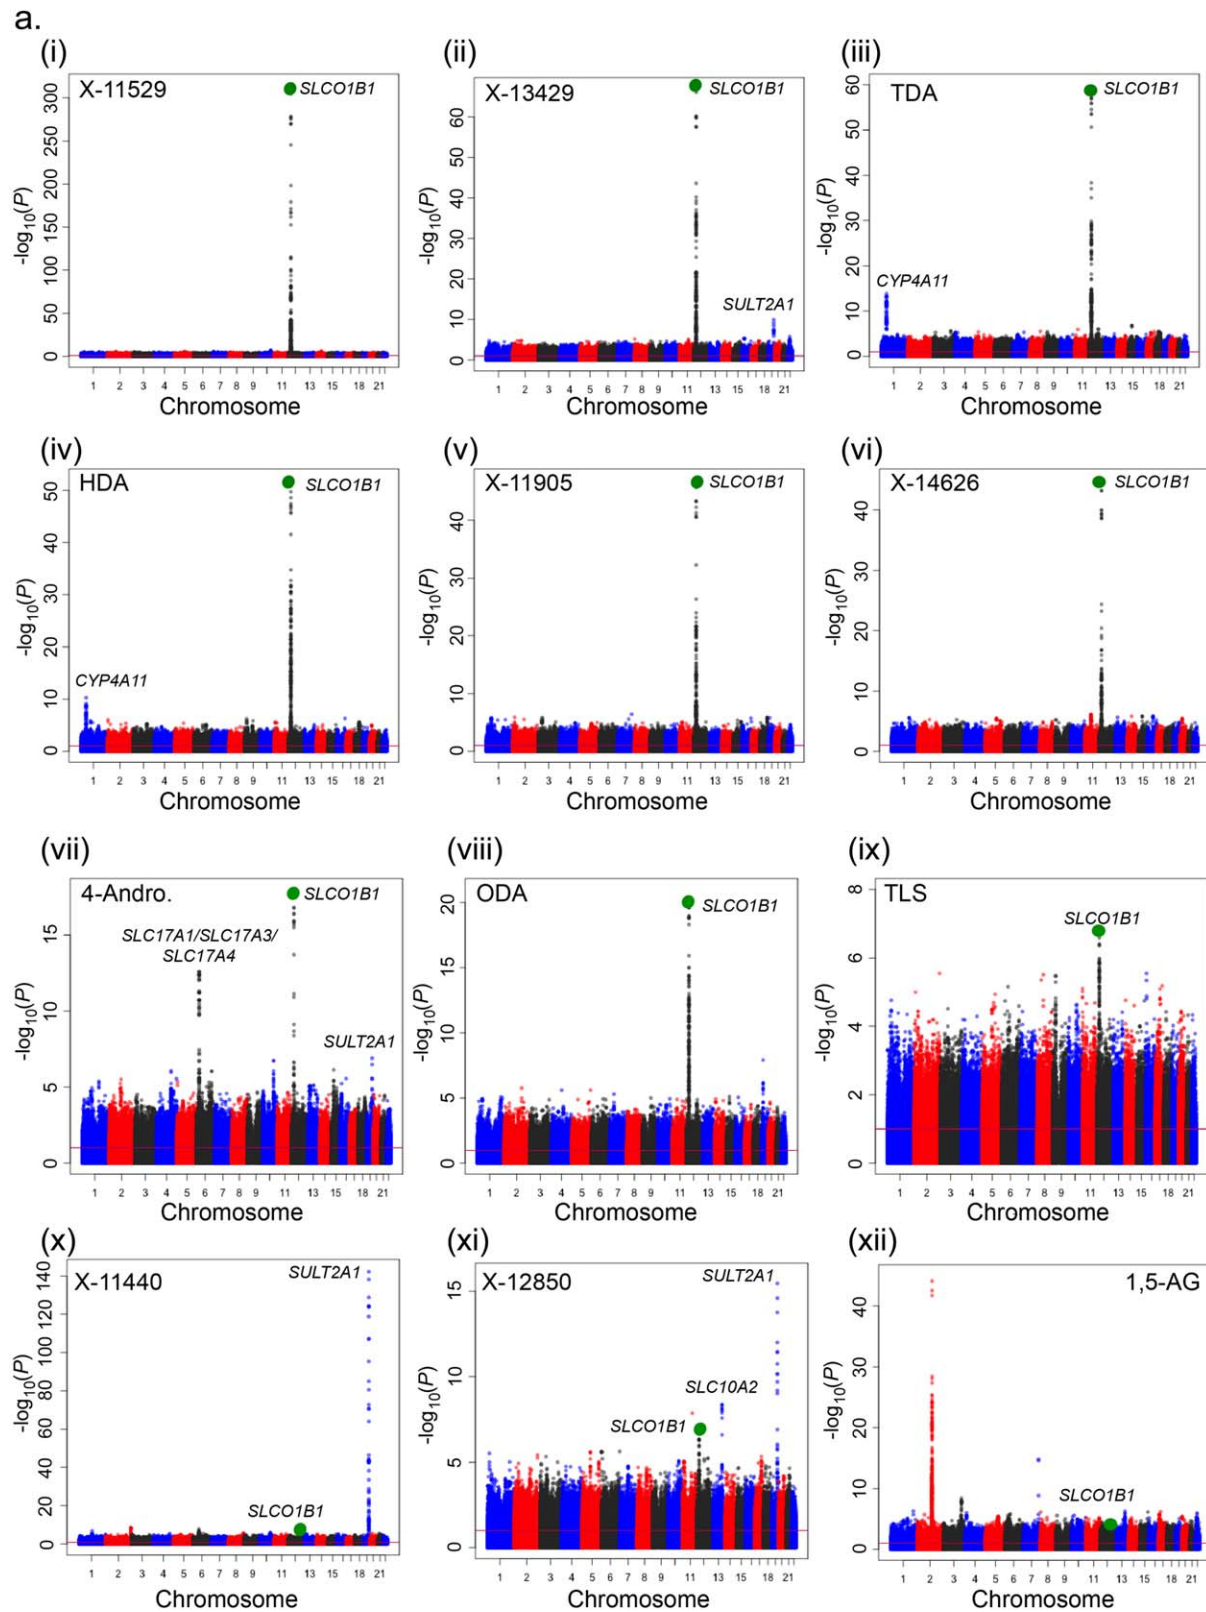 a.
(i)
(ii)
(iii)
X-11529
SLCO1B1
X-13429
SLCO1B1
TDA
SLCO1B1
SULT2A1
CYP4A11
-log10(P)
0 50 100 150 200 250 300
-log10(P)
0 10 20 30 40 50 60
-log10(P)
0 10 20 30 40 50 60
1 2 3 4 5 6 7 8 9 11 13 15 18 21
1 2 3 4 5 6 7 8 9 11 13 15 18 21
1 2 3 4 5 6 7 8 9 11 13 15 18 21
Chromosome
Chromosome
Chromosome
(iv)
(v)
(vi)
HDA
SLCO1B1
X-11905
SLCO1B1
X-14626
SLCO1B1
CYP4A11
-log10(P)
0 10 20 30 40 50
-log10(P)
0 10 20 30 40
-log10(P)
0 10 20 30 40
1 2 3 4 5 6 7 8 9 11 13 15 18 21
1 2 3 4 5 6 7 8 9 11 13 15 18 21
1 2 3 4 5 6 7 8 9 11 13 15 18 21
Chromosome
Chromosome
Chromosome
(vii)
(viii)
(ix)
4-Andro.
SLCO1B1
SLC17A1/SLC17A3/
SLC17A4
SULT2A1
ODA
SLCO1B1
TLS
SLCO1B1
-log10(P)
0 5 10 15
-log10(P)
0 5 10 15 20
-log10(P)
0 2 4 6 8
1 2 3 4 5 6 7 8 9 11 13 15 18 21
1 2 3 4 5 6 7 8 9 11 13 15 18 21
1 2 3 4 5 6 7 8 9 11 13 15 18 21
Chromosome
Chromosome
Chromosome
(x)
(xi)
(xii)
X-11440
SULT2A1
SLCO1B1
X-12850
SULT2A1
SLC10A2
SLCO1B1
1,5-AG
SLCO1B1
-log10(P)
0 20 40 60 80 100 120 140
-log10(P)
0 5 10 15
-log10(P)
0 10 20 30 40
1 2 3 4 5 6 7 8 9 11 13 15 18 21
1 2 3 4 5 6 7 8 9 11 13 15 18 21
1 2 3 4 5 6 7 8 9 11 13 15 18 21
Chromosome
Chromosome
Chromosome